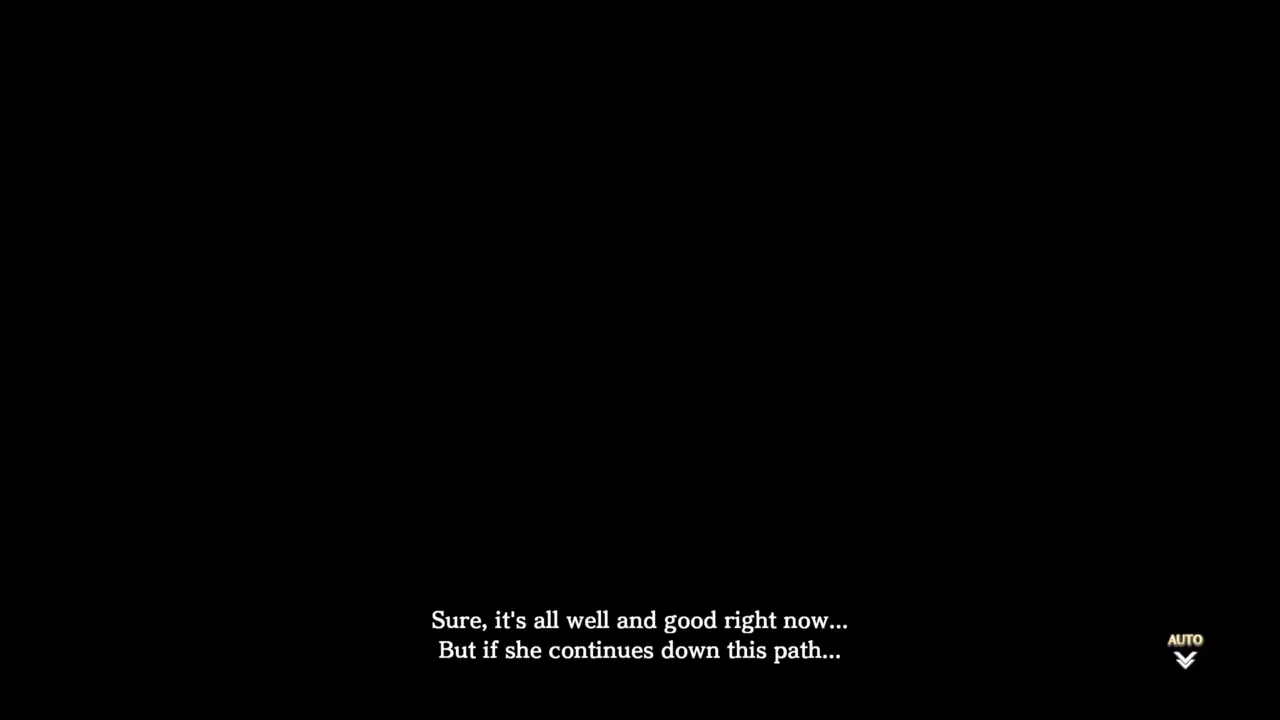 Sure, it's all well and good right now...
But if she continues down this path...
AUTO